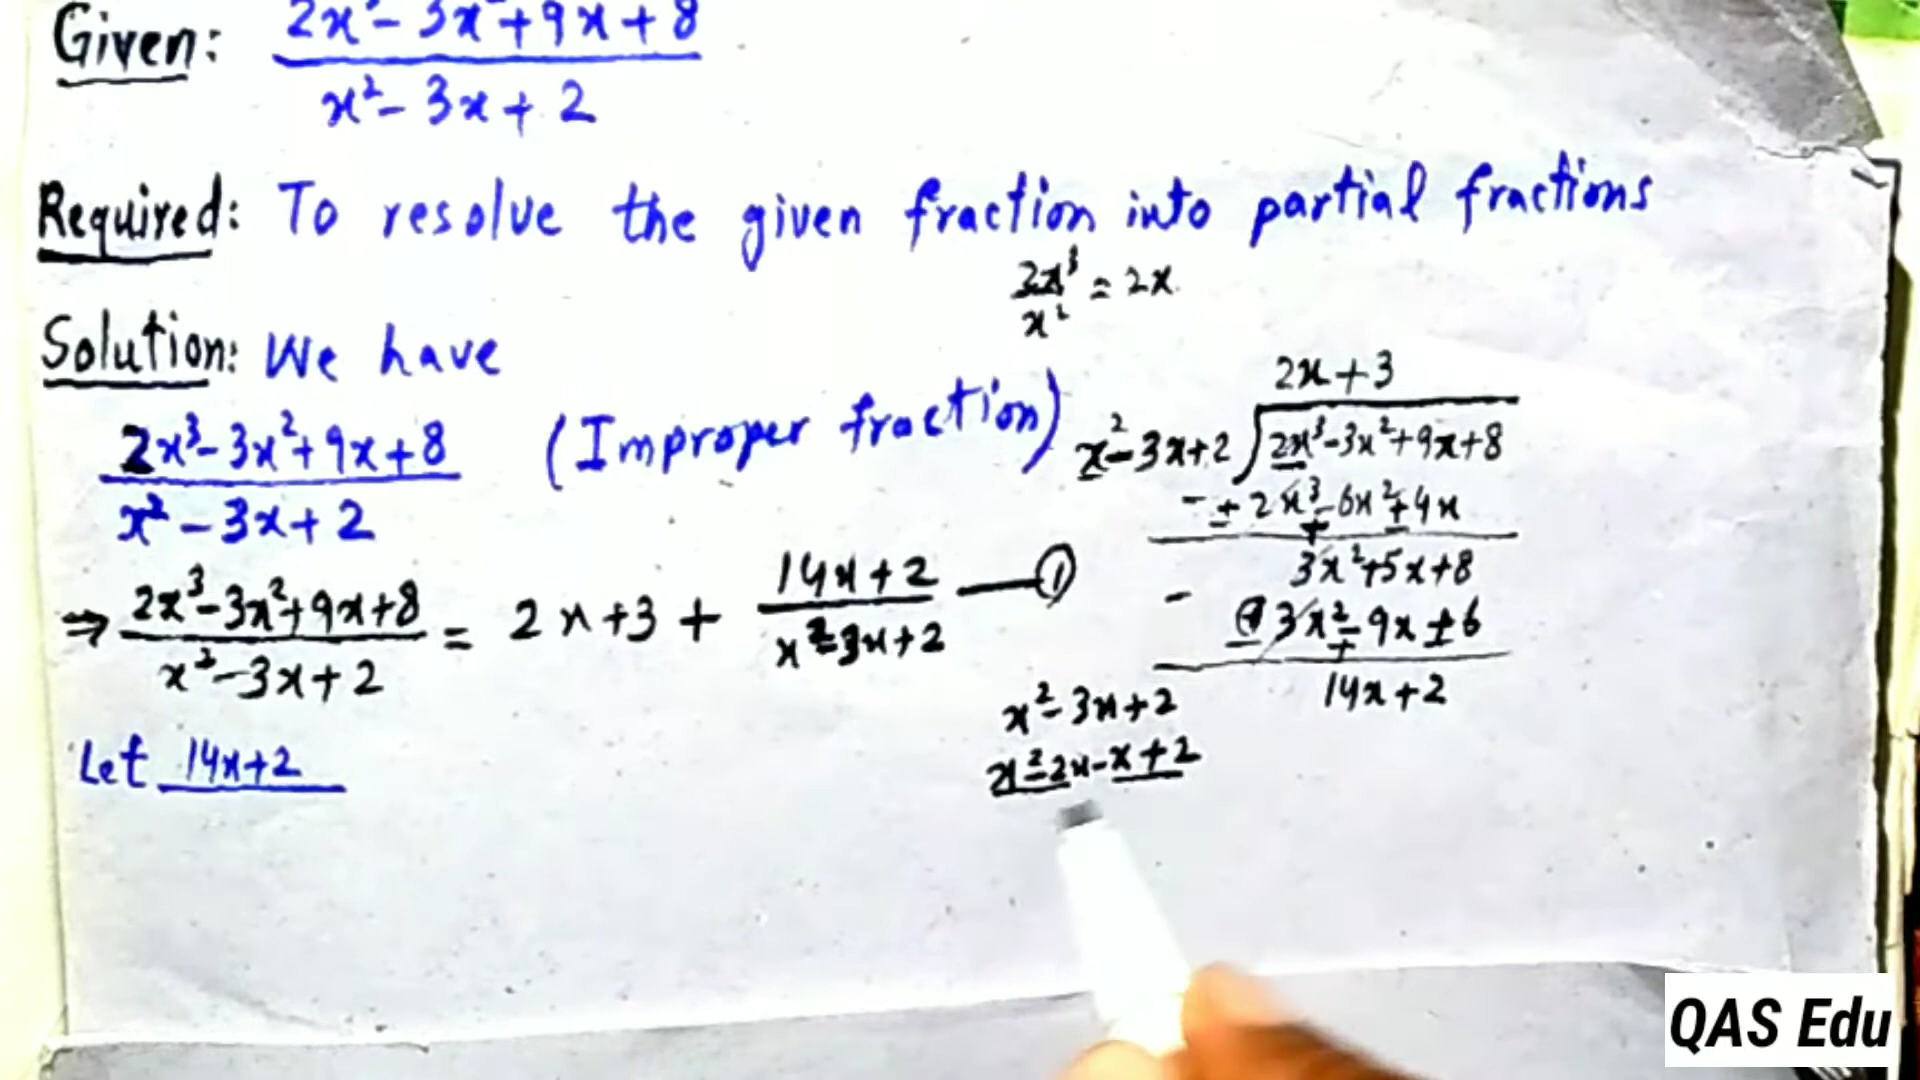 Given: 2x³ - 3x² + 9x + 8
x² - 3x + 2
Required: To resolve the given fraction into partial fractions
2x³ = 2x
x²
Solution: We have
2x³ - 3x² + 9x + 8 (Improper fraction)
x² - 3x + 2
⇒ 2x³ - 3x² + 9x + 8 = 2x + 3 + 14x + 2 — ①
x² - 3x + 2 x² - 3x + 2
Let 14x + 2
2x + 3
x² - 3x + 2 ) 2x³ - 3x² + 9x + 8
- ± 2x³ - 6x² + 4x
+ -
3x² + 5x + 8
- + 3x² - 9x ± 6
- +
14x + 2
x² - 3x + 2
x² - 2x - x + 2
QAS Edu